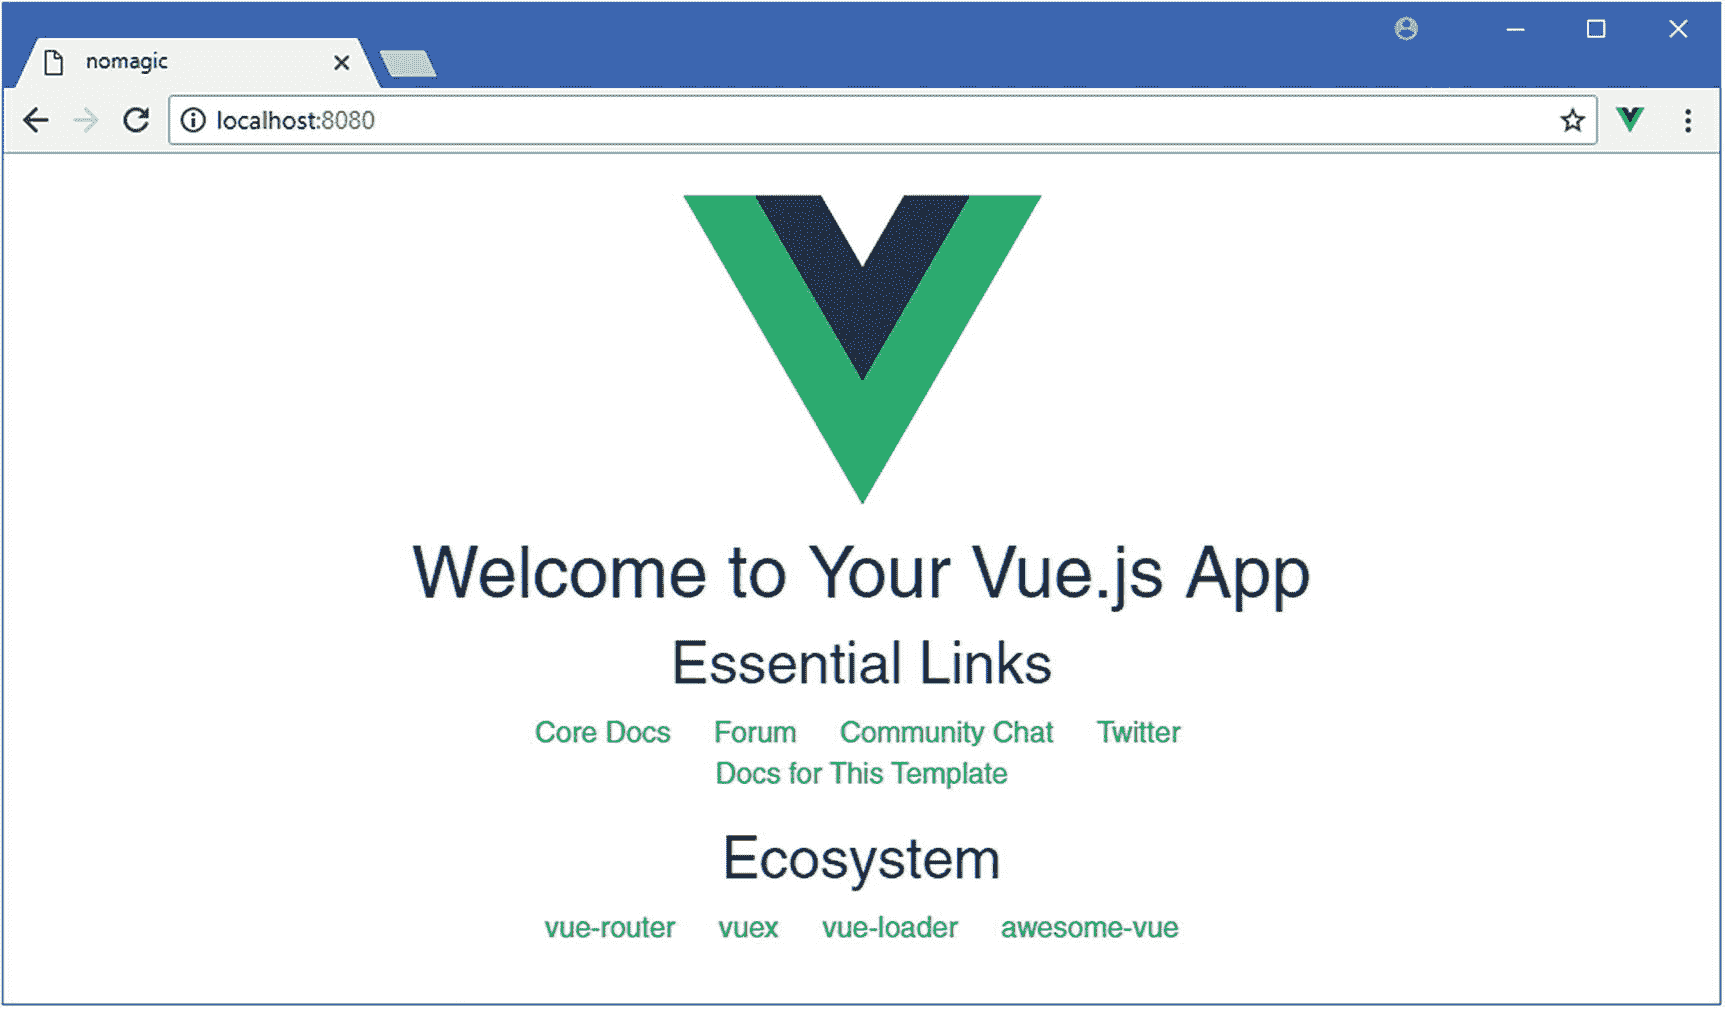 nomagic
localhost:8080
Welcome to Your Vue.js App
Essential Links
Core Docs Forum Community Chat Twitter
Docs for This Template
Ecosystem
vue-router vuex vue-loader awesome-vue